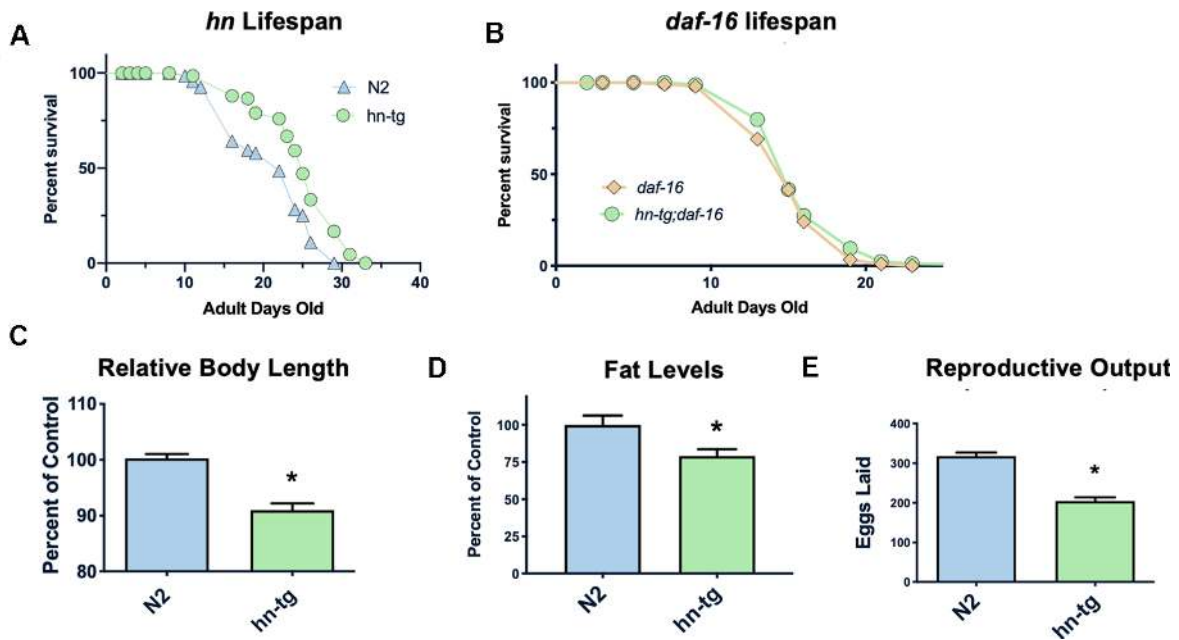 A
hn Lifespan
Percent survival
100
50
0
0 10 20 30 40
Adult Days Old
N2
hn-tg
B
daf-16 lifespan
Percent survival
100
50
0
0 10 20
Adult Days Old
daf-16
hn-tg;daf-16
C
Relative Body Length
Percent of Control
110
100
90
80
*
N2 hn-tg
D
Fat Levels
Percent of Control
100
75
50
25
0
*
N2 hn-tg
E
Reproductive Output
Eggs Laid
400
300
200
100
0
*
N2 hn-tg